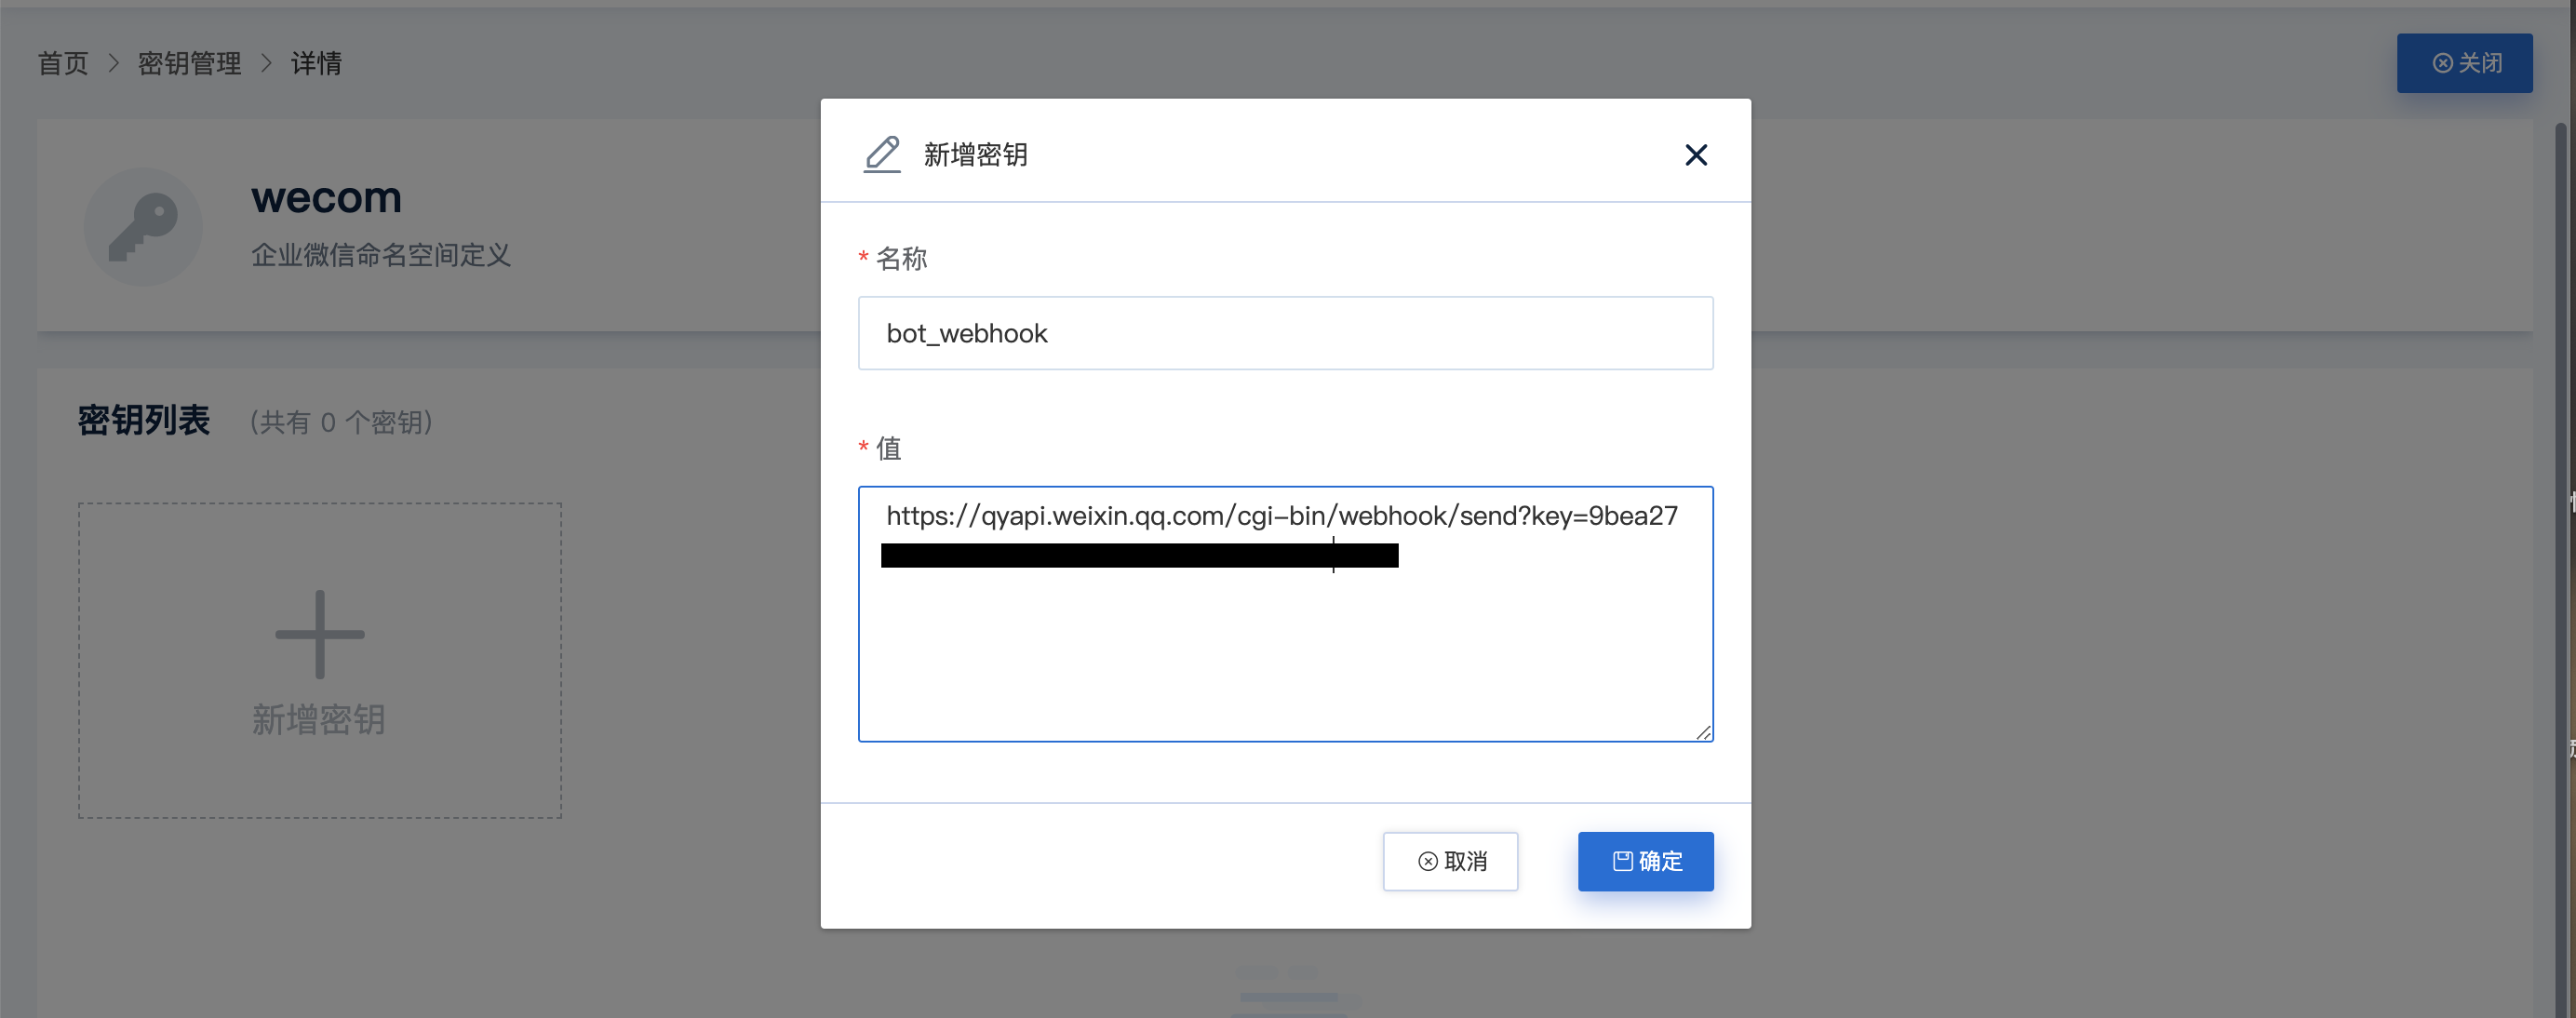 首页 > 密钥管理 > 详情
关闭
wecom
企业微信命名空间定义
密钥列表 (共有 0 个密钥)
新增密钥
新增密钥
* 名称
bot_webhook
* 值
https://qyapi.weixin.qq.com/cgi-bin/webhook/send?key=9bea27
取消
确定